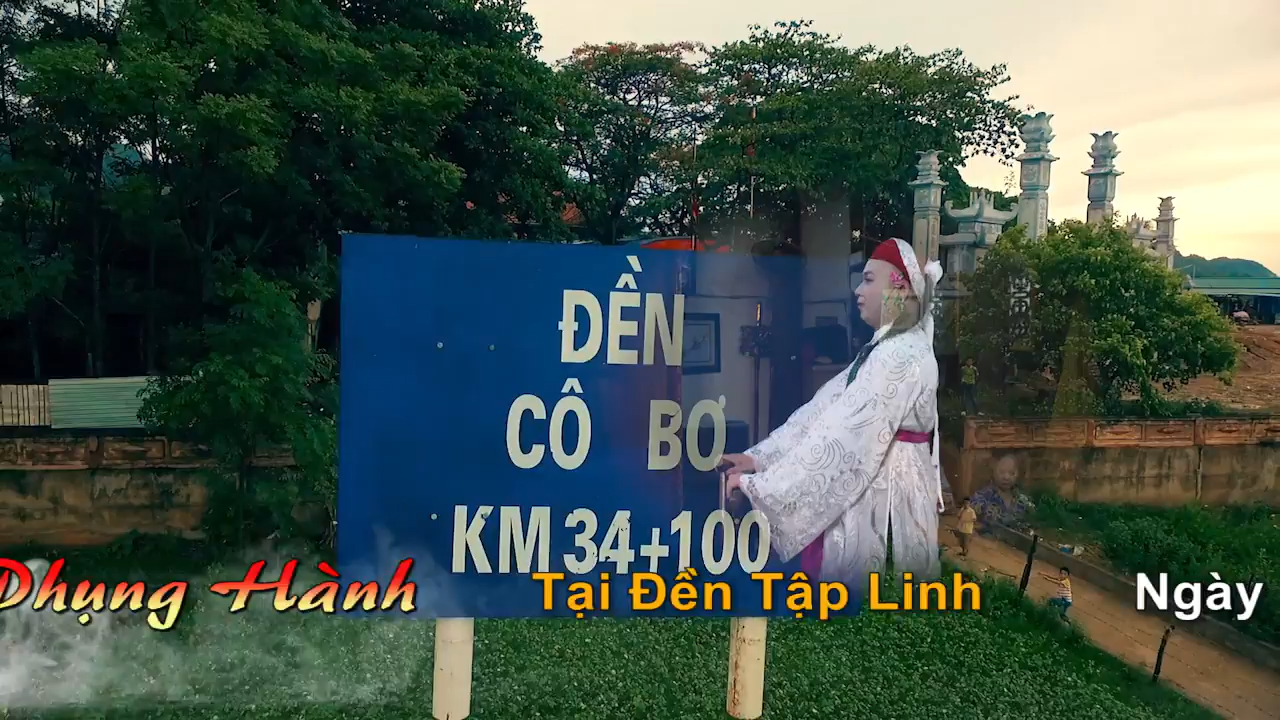 ĐỀN
CÔ BƠ
KM 34+100
Phụng Hành Tại Đền Tập Linh Ngày